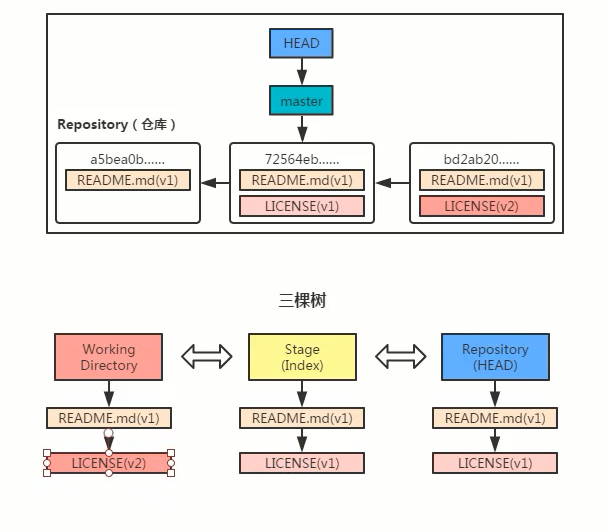 HEAD
master
Repository（仓库）
a5bea0b......
72564eb......
bd2ab20......
README.md(v1)
README.md(v1)
README.md(v1)
LICENSE(v1)
LICENSE(v2)
三棵树
Working
Directory
Stage
(Index)
Repository
(HEAD)
README.md(v1)
README.md(v1)
README.md(v1)
LICENSE(v2)
LICENSE(v1)
LICENSE(v1)